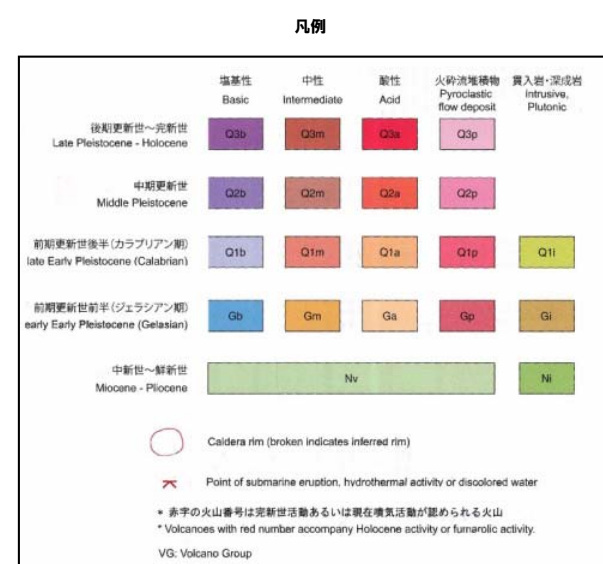 凡例
塩基性 中性 酸性 火砕流堆積物 貫入岩・深成岩
Basic Intermediate Acid Pyroclastic flow deposit Intrusive, Plutonic
後期更新世～完新世
Late Pleistocene - Holocene
Q3b Q3m Q3a Q3p
中期更新世
Middle Pleistocene
Q2b Q2m Q2a Q2p
前期更新世後半(カラブリアン期)
late Early Pleistocene (Calabrian)
Q1b Q1m Q1a Q1p Q1i
前期更新世前半(ジェラシアン期)
early Early Pleistocene (Gelasian)
Gb Gm Ga Gp Gi
中新世～鮮新世
Miocene - Pliocene
Nv Ni
Caldera rim (broken indicates inferred rim)
Point of submarine eruption, hydrothermal activity or discolored water
* 赤字の火山番号は完新世活動あるいは現在噴気活動が認められる火山
* Volcanoes with red number accompany Holocene activity or fumarolic activity.
VG: Volcano Group